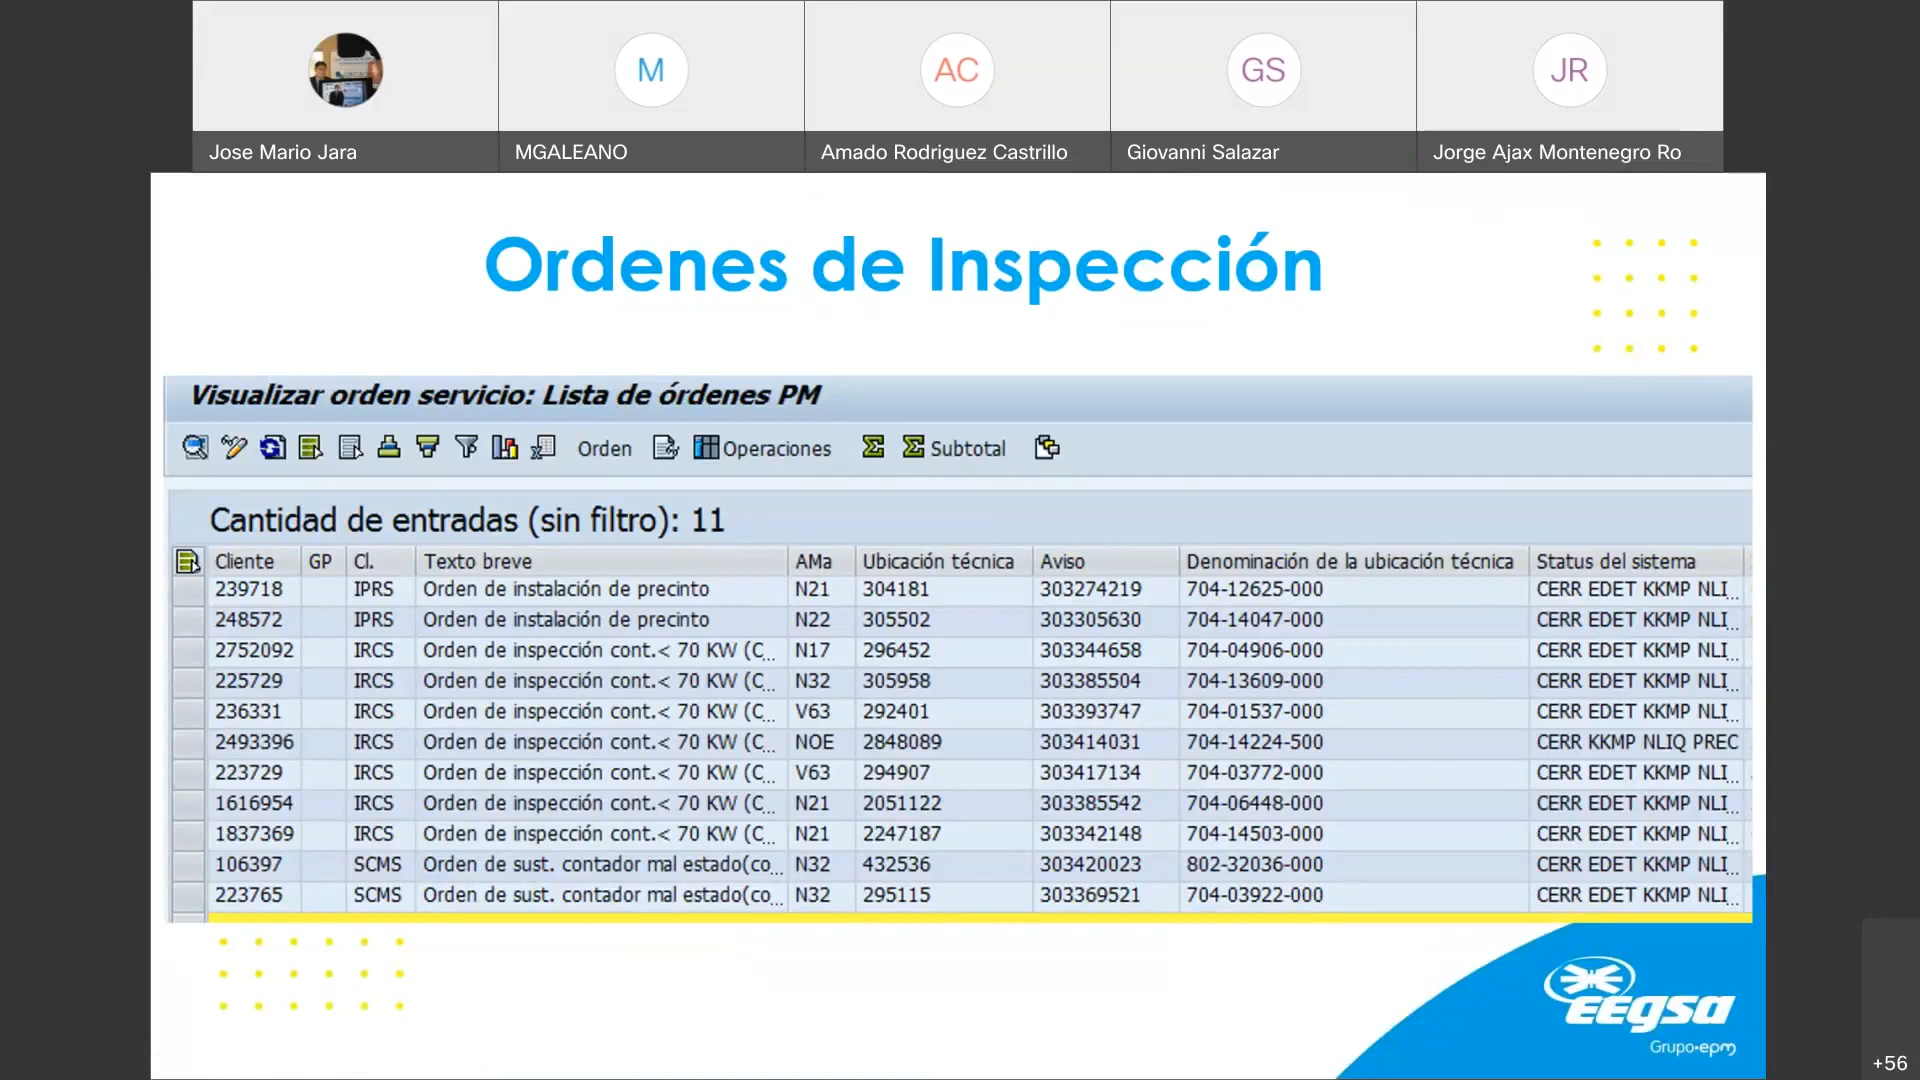 M AC GS JR
Jose Mario Jara MGALEANO Amado Rodriguez Castrillo Giovanni Salazar Jorge Ajax Montenegro Ro
Ordenes de Inspección
Visualizar orden servicio: Lista de órdenes PM
Orden Operaciones Subtotal
Cantidad de entradas (sin filtro): 11
Cliente GP Cl. Texto breve AMa Ubicación técnica Aviso Denominación de la ubicación técnica Status del sistema
239718 IPRS Orden de instalación de precinto N21 304181 303274219 704-12625-000 CERR EDET KKMP NLI...
248572 IPRS Orden de instalación de precinto N22 305502 303305630 704-14047-000 CERR EDET KKMP NLI...
2752092 IRCS Orden de inspección cont.< 70 KW (C... N17 296452 303344658 704-04906-000 CERR EDET KKMP NLI...
225729 IRCS Orden de inspección cont.< 70 KW (C... N32 305958 303385504 704-13609-000 CERR EDET KKMP NLI...
236331 IRCS Orden de inspección cont.< 70 KW (C... V63 292401 303393747 704-01537-000 CERR EDET KKMP NLI...
2493396 IRCS Orden de inspección cont.< 70 KW (C... NOE 2848089 303414031 704-14224-500 CERR KKMP NLIQ PREC
223729 IRCS Orden de inspección cont.< 70 KW (C... V63 294907 303417134 704-03772-000 CERR EDET KKMP NLI...
1616954 IRCS Orden de inspección cont.< 70 KW (C... N21 2051122 303385542 704-06448-000 CERR EDET KKMP NLI...
1837369 IRCS Orden de inspección cont.< 70 KW (C... N21 2247187 303342148 704-14503-000 CERR EDET KKMP NLI...
106397 SCMS Orden de sust. contador mal estado(co... N32 432536 303420023 802-32036-000 CERR EDET KKMP NLI...
223765 SCMS Orden de sust. contador mal estado(co... N32 295115 303369521 704-03922-000 CERR EDET KKMP NLI...
eegsa
Grupo•epm
+56